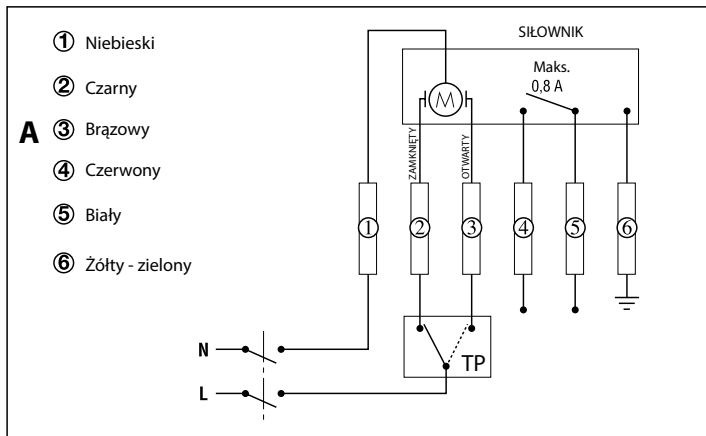 A
① Niebieski
② Czarny
③ Brązowy
④ Czerwony
⑤ Biały
⑥ Żółty - zielony
SIŁOWNIK
Maks.
0,8 A
M
ZAMKNIĘTY
OTWARTY
① ② ③ ④ ⑤ ⑥
N
L
TP